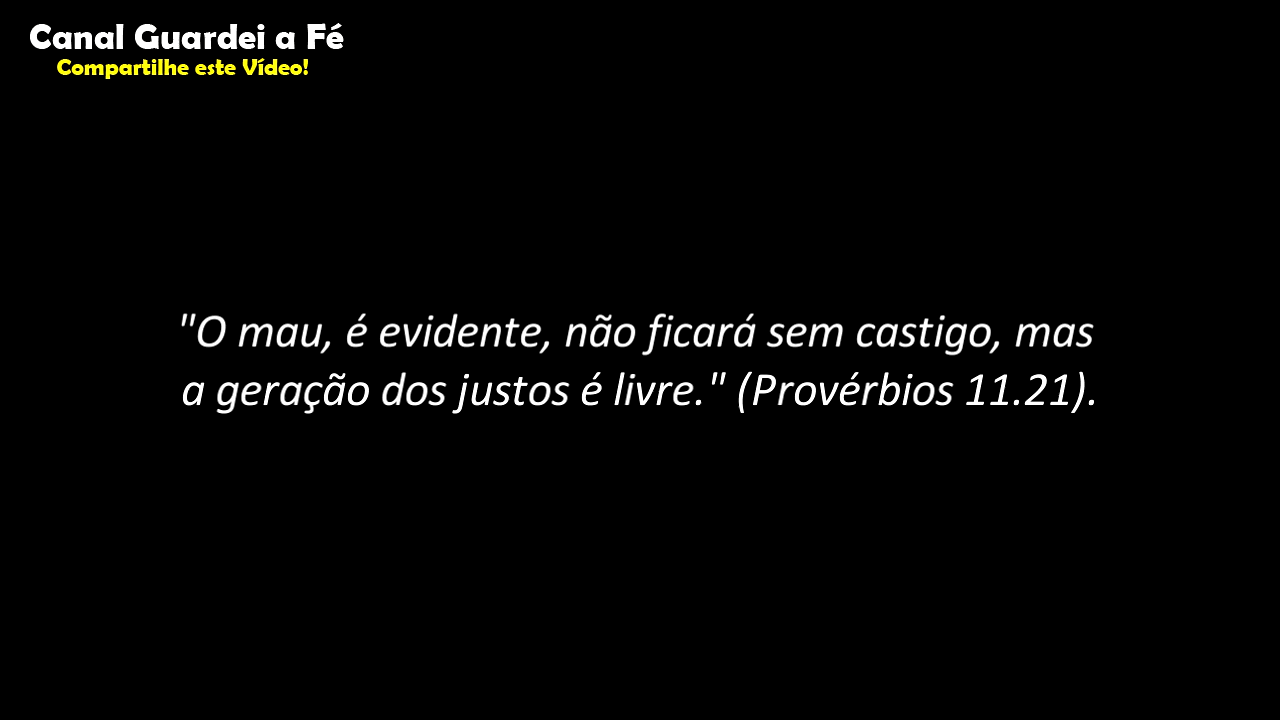 Canal Guardei a Fé
Compartilhe este Vídeo!
"O mau, é evidente, não ficará sem castigo, mas
a geração dos justos é livre." (Provérbios 11.21).